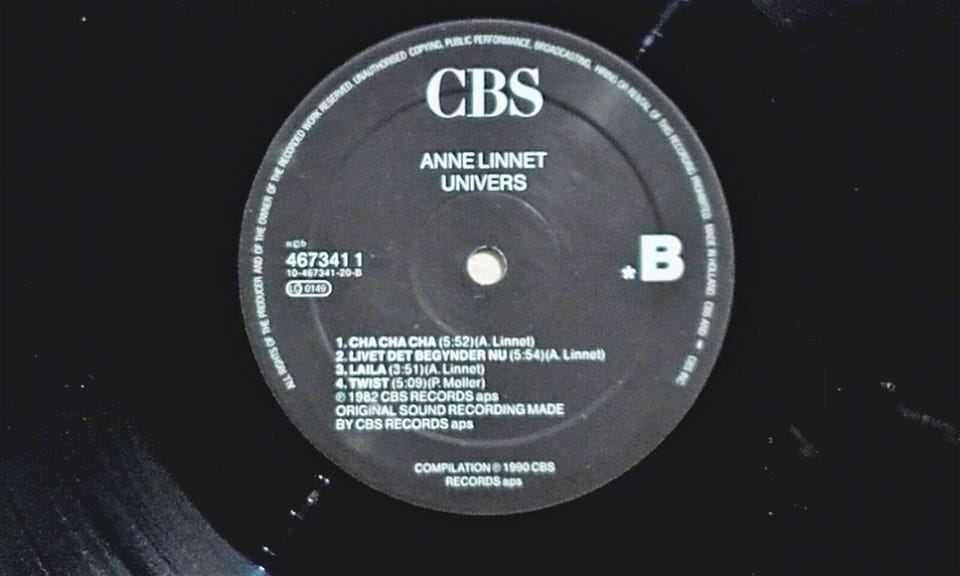 ALL RIGHTS OF THE PRODUCER AND OF THE OWNER OF THE RECORDED WORK RESERVED. UNAUTHORISED COPYING, PUBLIC PERFORMANCE, BROADCASTING, HIRING OR RENTAL OF THIS RECORDING PROHIBITED MADE IN HOLLAND CBS AND
CBS
ANNE LINNET
UNIVERS
ncb
467341 1
10-467341-20-B
LC 0149
*B
1. CHA CHA CHA (5:52)(A. Linnet)
2. LIVET DET BEGYNDER NU (5:54)(A. Linnet)
3. LAILA (3:51)(A. Linnet)
4. TWIST (5:09)(P. Moller)
℗ 1982 CBS RECORDS aps
ORIGINAL SOUND RECORDING MADE
BY CBS RECORDS aps
COMPILATION ℗ 1990 CBS
RECORDS aps